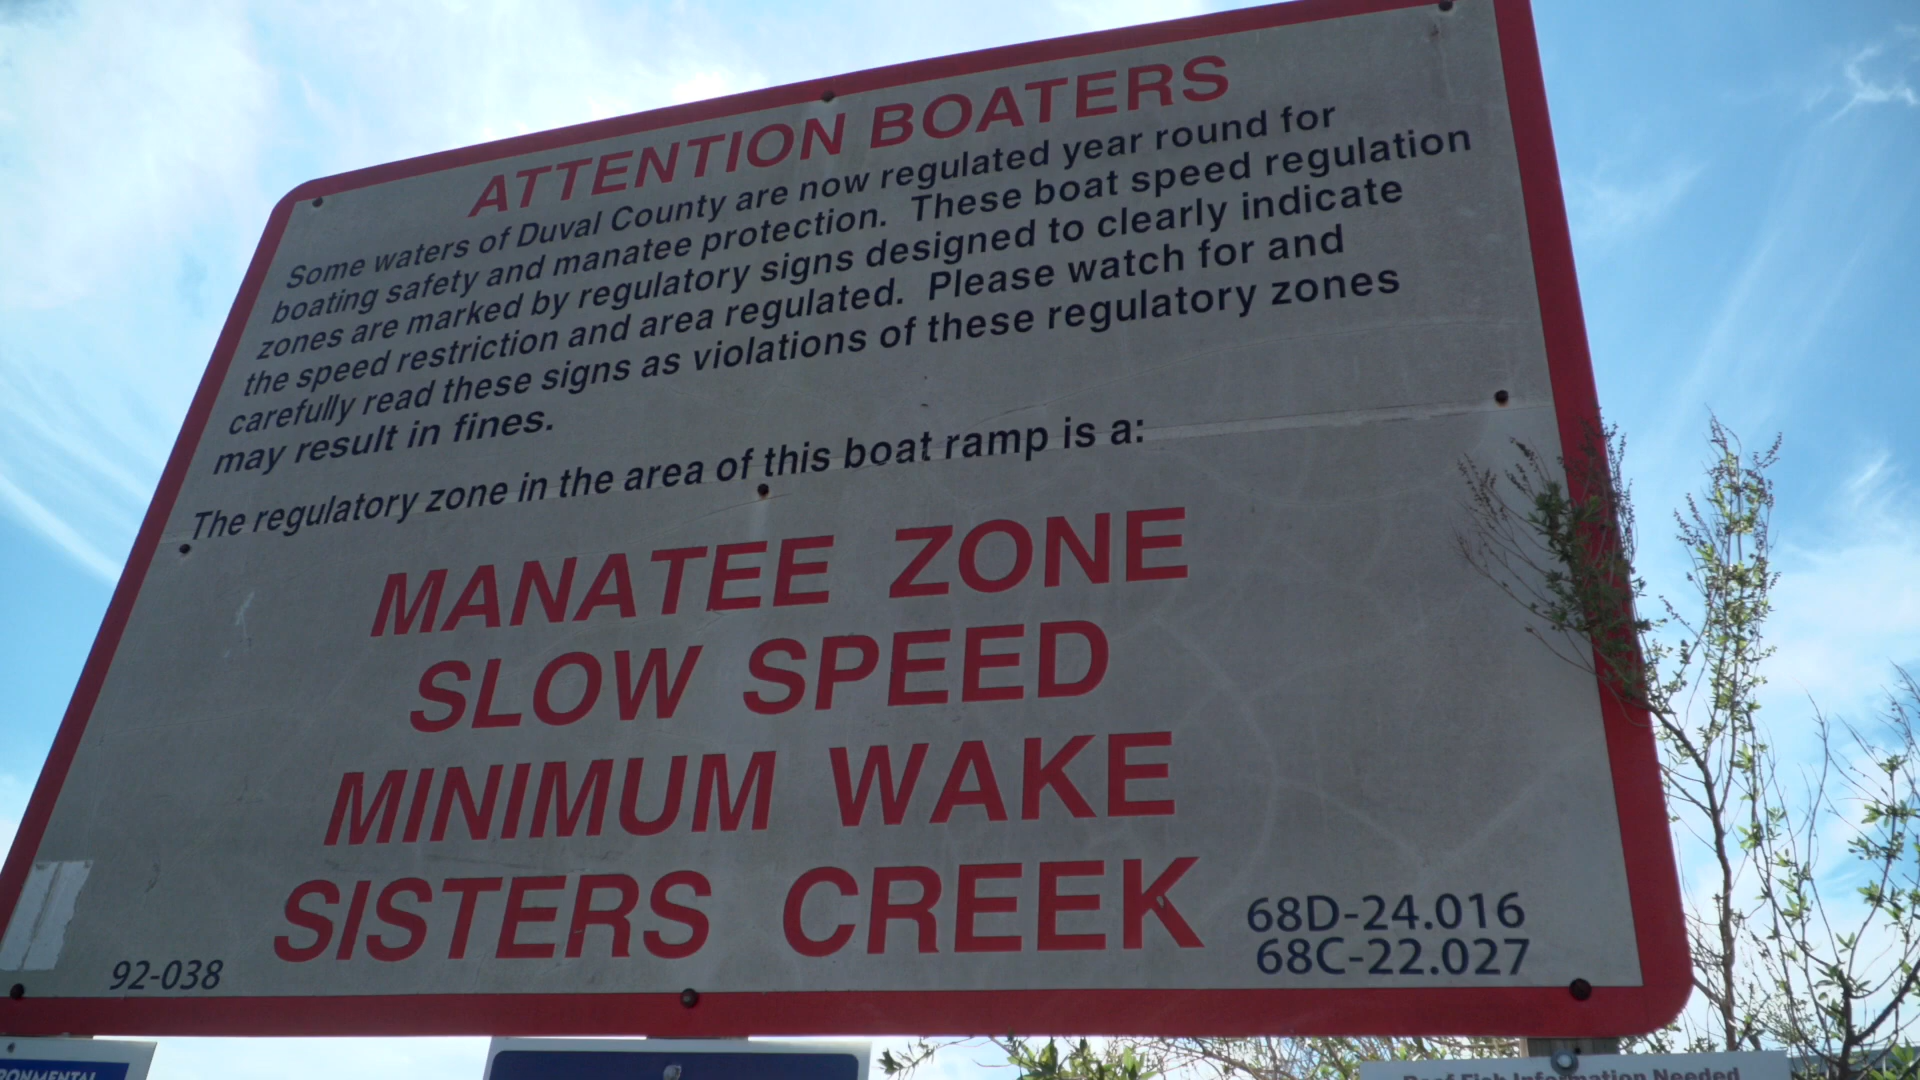 ATTENTION BOATERS
Some waters of Duval County are now regulated year round for
boating safety and manatee protection. These boat speed regulation
zones are marked by regulatory signs designed to clearly indicate
the speed restriction and area regulated. Please watch for and
carefully read these signs as violations of these regulatory zones
may result in fines.
The regulatory zone in the area of this boat ramp is a:
MANATEE ZONE
SLOW SPEED
MINIMUM WAKE
SISTERS CREEK
68D-24.016
68C-22.027
92-038
Fish Information Needed